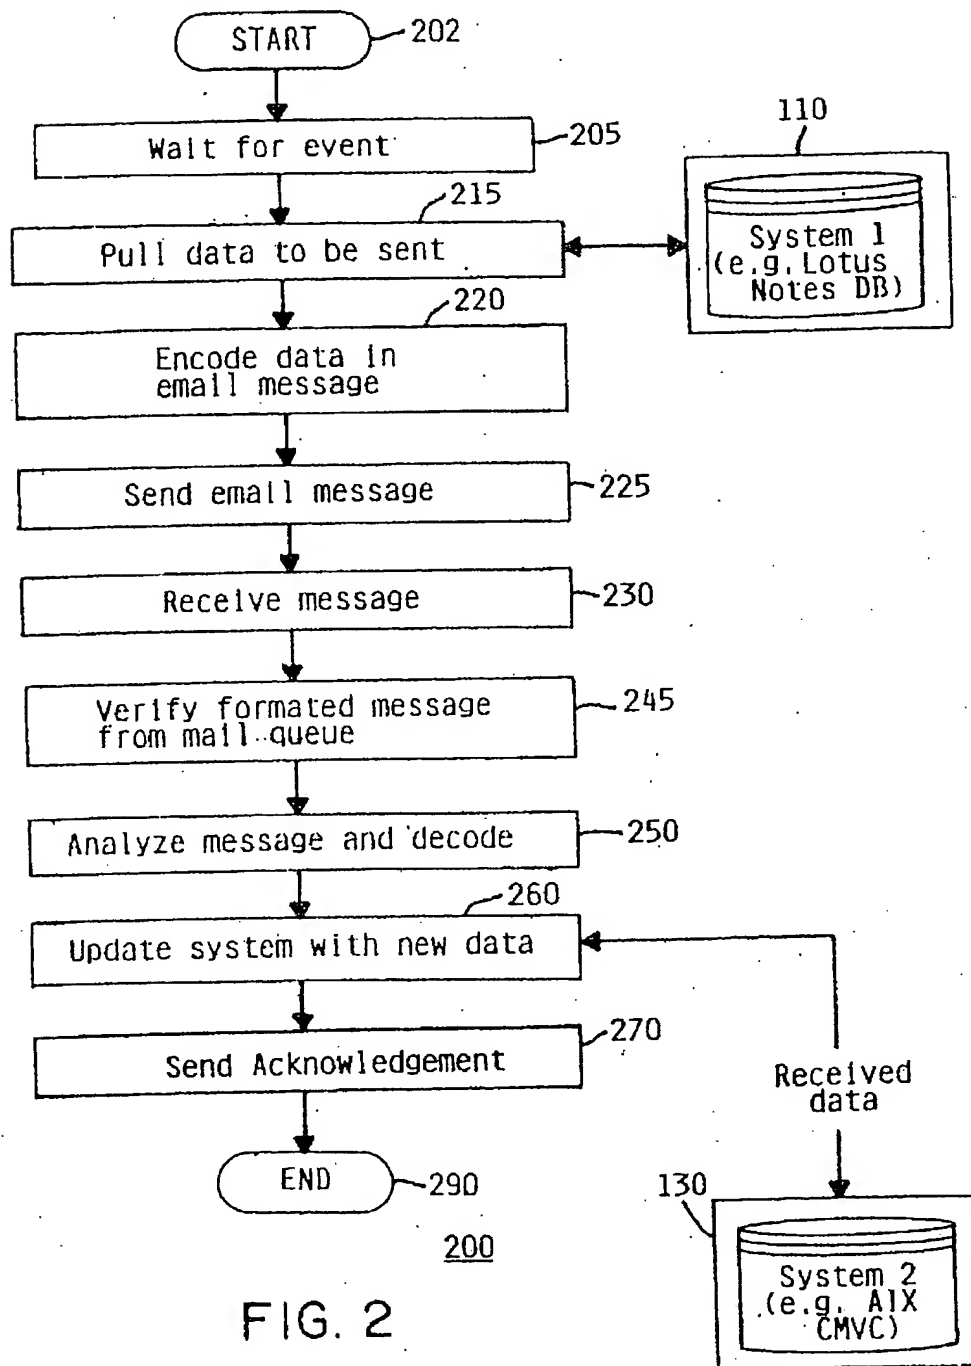 START
202
Wait for event
205
110
215
Pull data to be sent
System 1
(e.g. Lotus
Notes DB)
220
Encode data in
email message
Send email message
225
Receive message
230
Verify formated message
from mail queue
245
Analyze message and decode
250
260
Update system with new data
270
Send Acknowledgement
Received
data
END
290
130
200
System 2
(e.g. AIX
CMVC)
FIG. 2